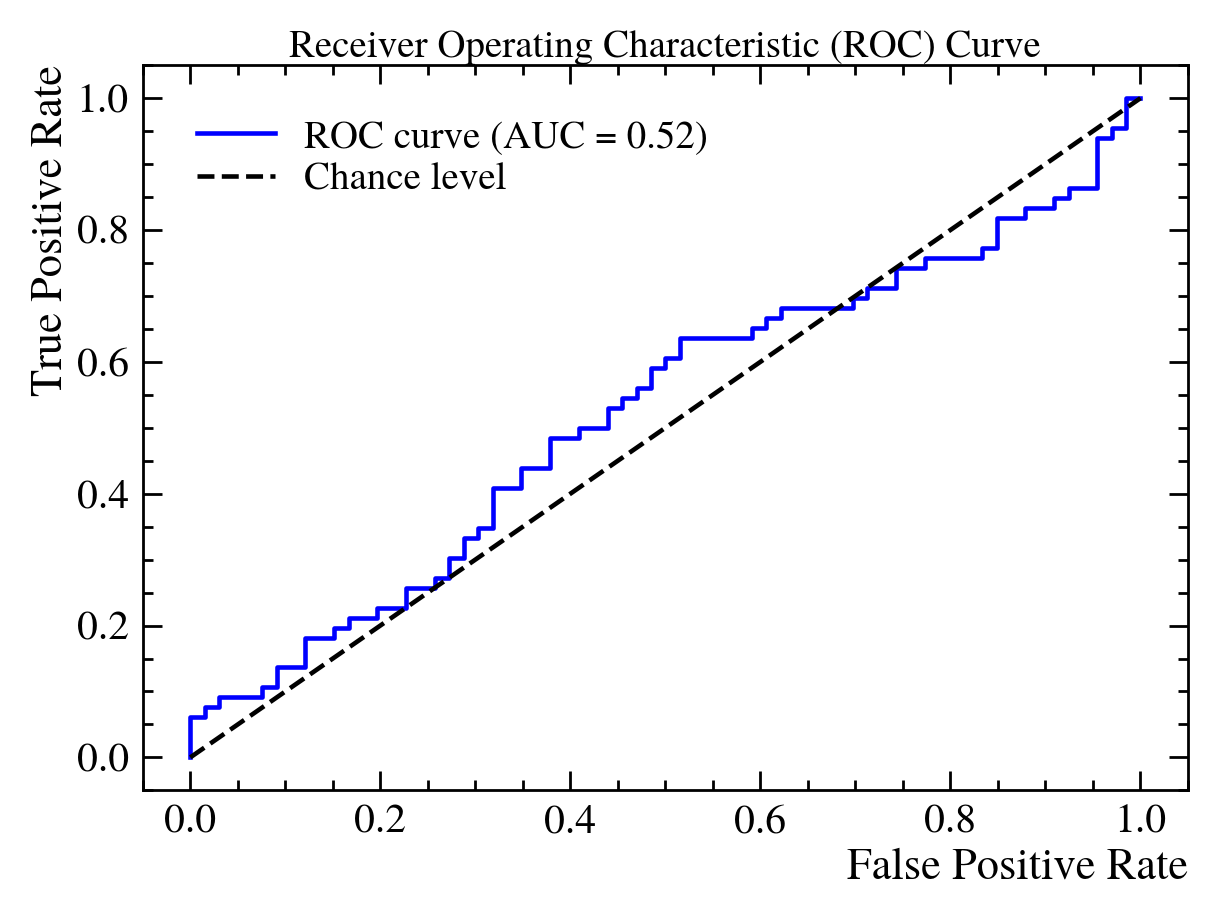 Receiver Operating Characteristic (ROC) Curve
True Positive Rate
1.0
0.8
0.6
0.4
0.2
0.0
ROC curve (AUC = 0.52)
Chance level
0.0 0.2 0.4 0.6 0.8 1.0
False Positive Rate